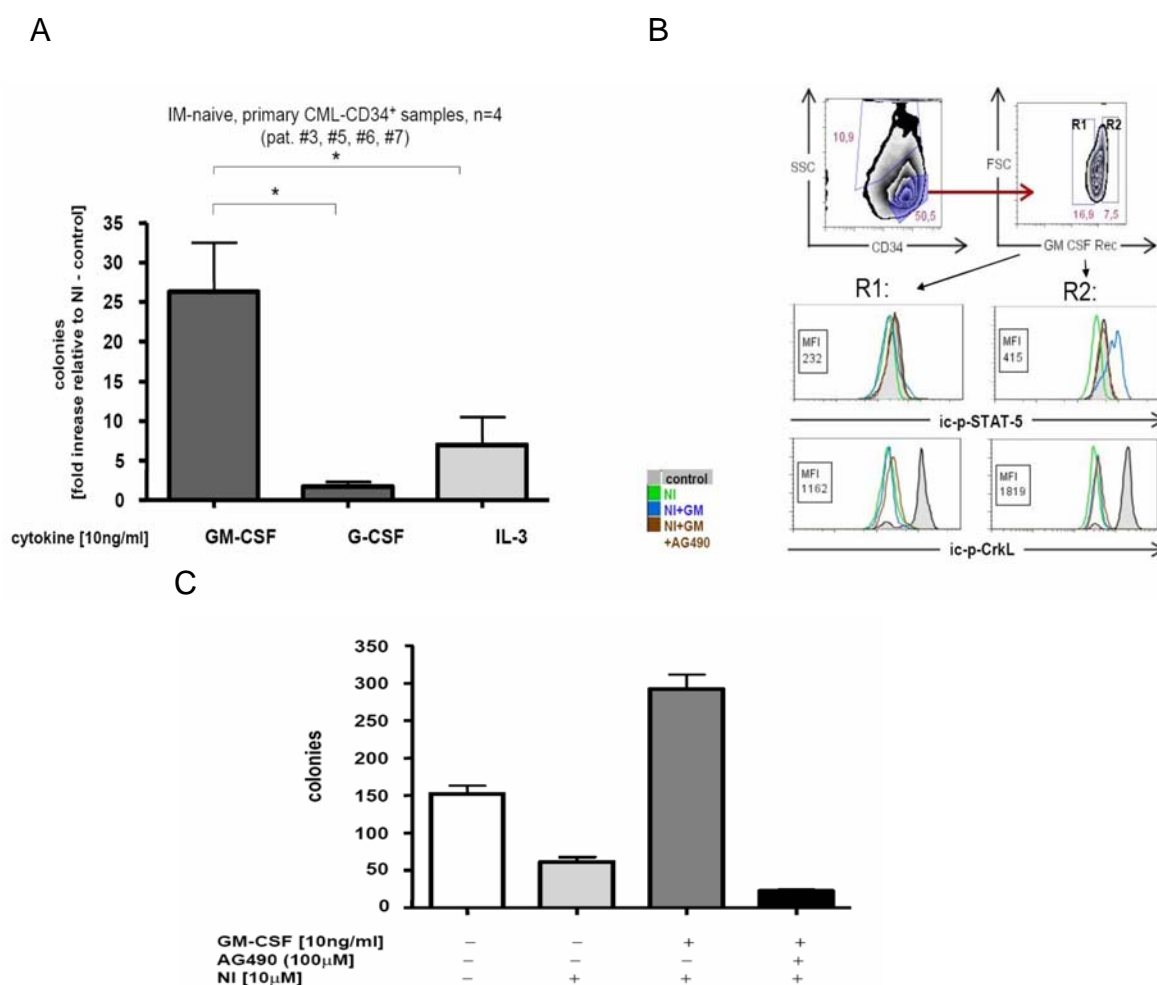 A
B
IM-naive, primary CML-CD34+ samples, n=4
(pat. #3, #5, #6, #7)
*
*
35
30
25
20
15
10
5
0
colonies
[fold inrease relative to NI - control]
cytokine [10ng/ml]
GM-CSF
G-CSF
IL-3
SSC
10,9
50,5
CD34
FSC
R1
R2
16,9
7,5
GM CSF Rec
R1:
R2:
MFI
232
MFI
415
ic-p-STAT-5
MFI
1162
MFI
1819
ic-p-CrkL
control
NI
NI+GM
NI+GM
+AG490
C
350
300
250
200
150
100
50
0
colonies
GM-CSF [10ng/ml] – – + +
AG490 (100µM) – – – +
NI [10µM] – + + +